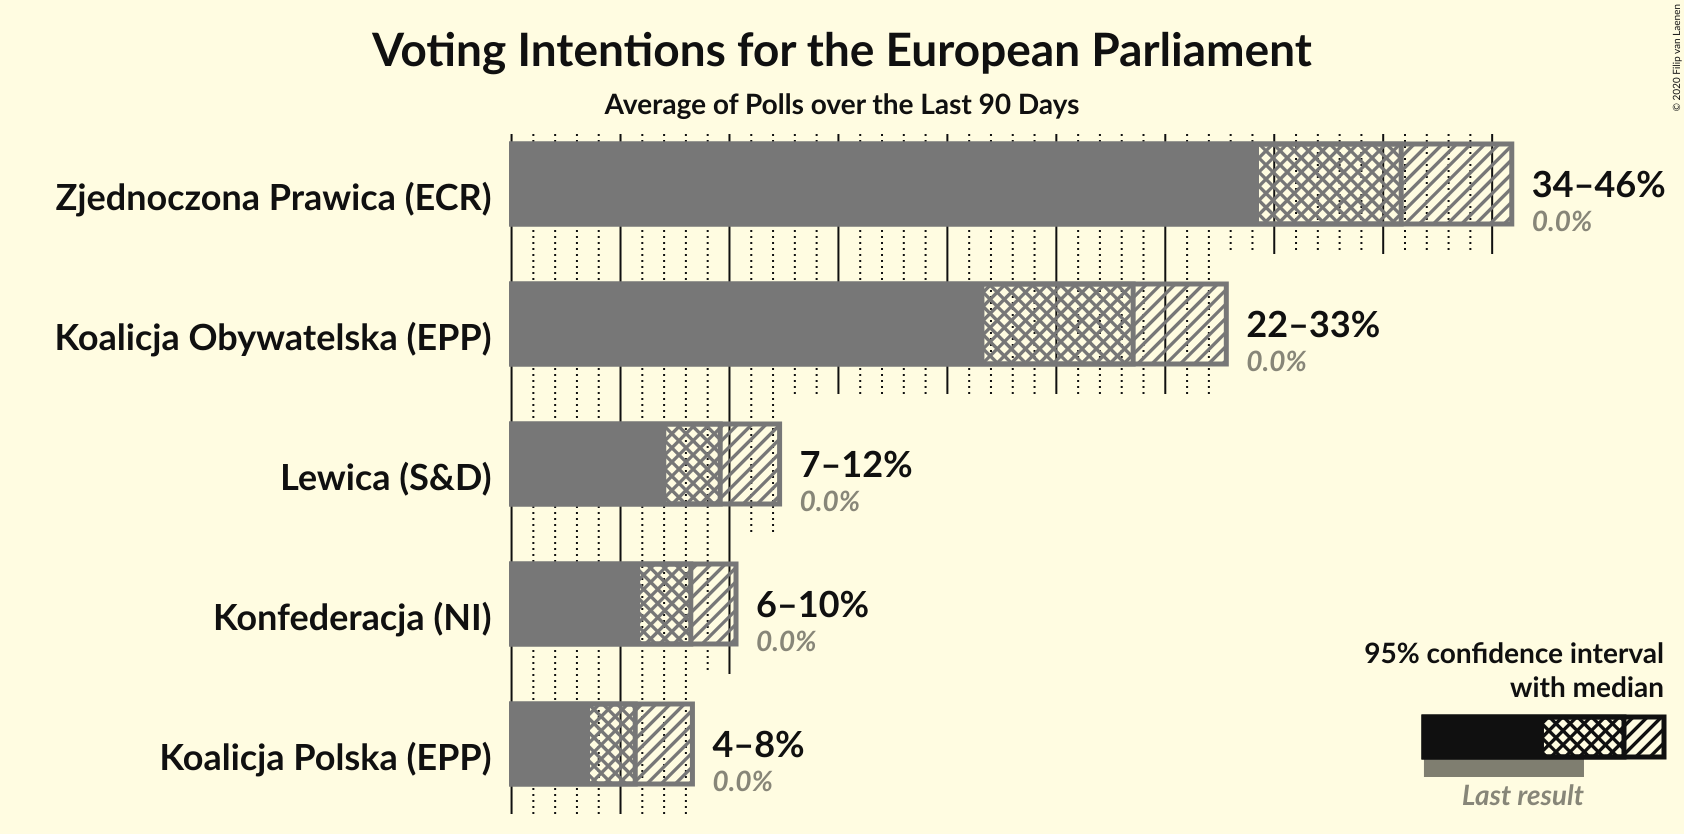 Voting Intentions for the European Parliament
Average of Polls over the Last 90 Days
© 2020 Filip van Laenen
Zjednoczona Prawica (ECR)
34–46%
0.0%
Koalicja Obywatelska (EPP)
22–33%
0.0%
Lewica (S&D)
7–12%
0.0%
Konfederacja (NI)
6–10%
0.0%
Koalicja Polska (EPP)
4–8%
0.0%
95% confidence interval
with median
Last result